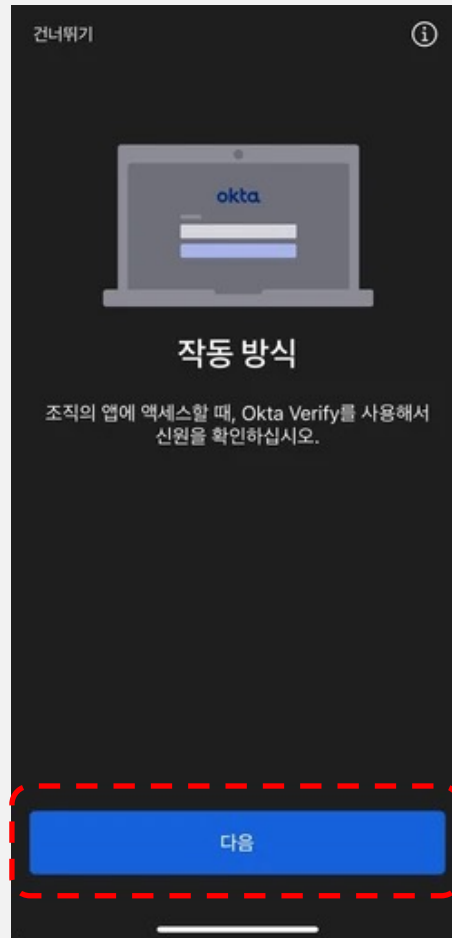 건너뛰기
okta
작동 방식
조직의 앱에 액세스할 때, Okta Verify를 사용해서
신원을 확인하십시오.
다음